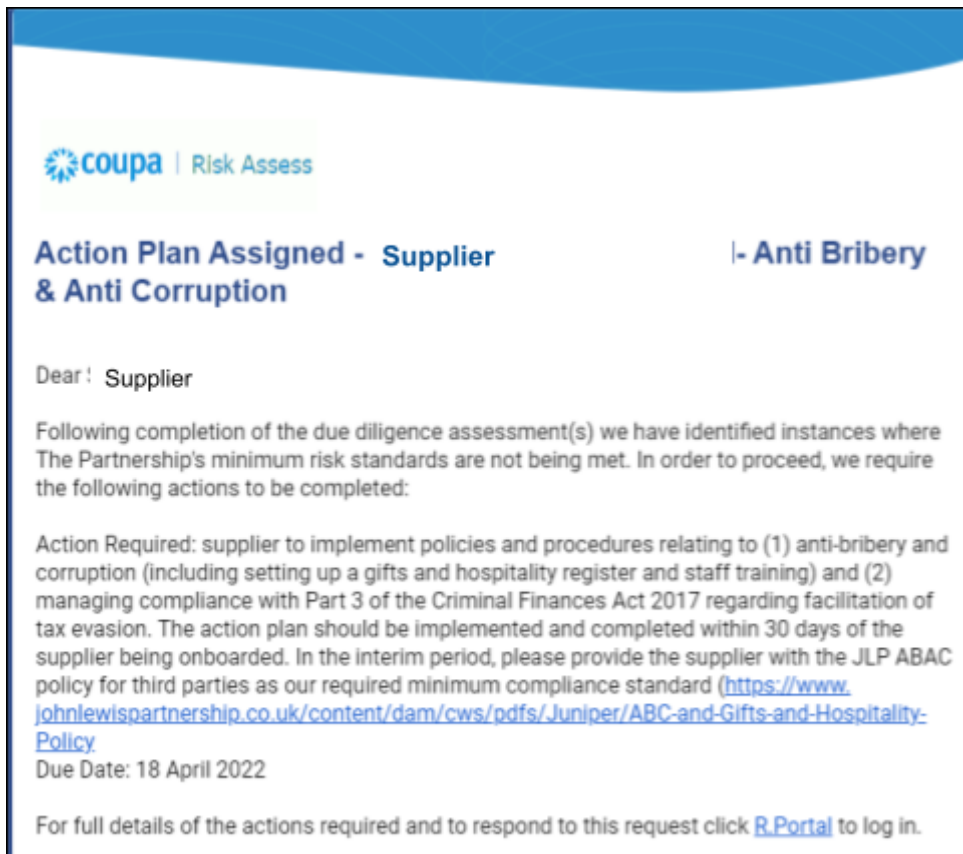 coupa | Risk Assess
Action Plan Assigned - Supplier - Anti Bribery
& Anti Corruption
Dear Supplier
Following completion of the due diligence assessment(s) we have identified instances where
The Partnership's minimum risk standards are not being met. In order to proceed, we require
the following actions to be completed:
Action Required: supplier to implement policies and procedures relating to (1) anti-bribery and
corruption (including setting up a gifts and hospitality register and staff training) and (2)
managing compliance with Part 3 of the Criminal Finances Act 2017 regarding facilitation of
tax evasion. The action plan should be implemented and completed within 30 days of the
supplier being onboarded. In the interim period, please provide the supplier with the JLP ABAC
policy for third parties as our required minimum compliance standard (https://www.
johnlewispartnership.co.uk/content/dam/cws/pdfs/Juniper/ABC-and-Gifts-and-Hospitality-
Policy
Due Date: 18 April 2022
For full details of the actions required and to respond to this request click R.Portal to log in.